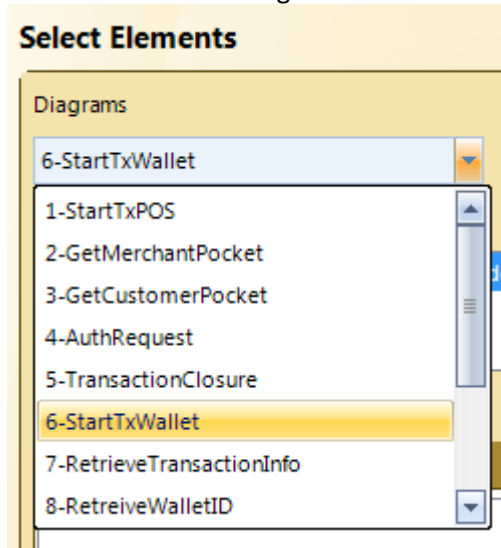 Select Elements
Diagrams
6-StartTxWallet
1-StartTxPOS
2-GetMerchantPocket
3-GetCustomerPocket
4-AuthRequest
5-TransactionClosure
6-StartTxWallet
7-RetrieveTransactionInfo
8-RetreiveWalletID